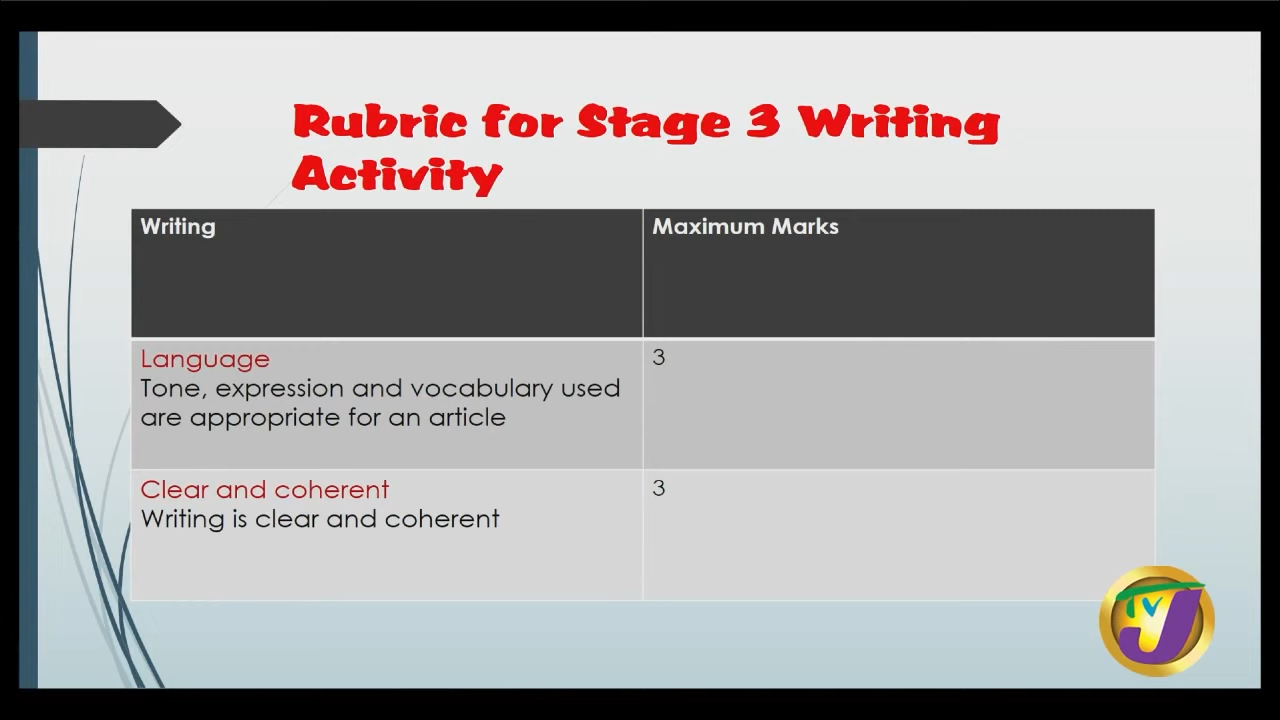 Rubric for Stage 3 Writing
Activity
Writing
Maximum Marks
Language
Tone, expression and vocabulary used
are appropriate for an article
3
Clear and coherent
Writing is clear and coherent
3
TVJ